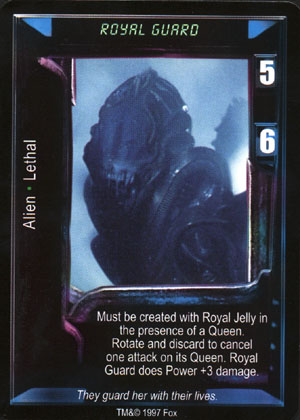 ROYAL GUARD
5
6
Alien • Lethal
Must be created with Royal Jelly in
the presence of a Queen.
Rotate and discard to cancel
one attack on its Queen. Royal
Guard does Power +3 damage.
They guard her with their lives.
TM&© 1997 Fox